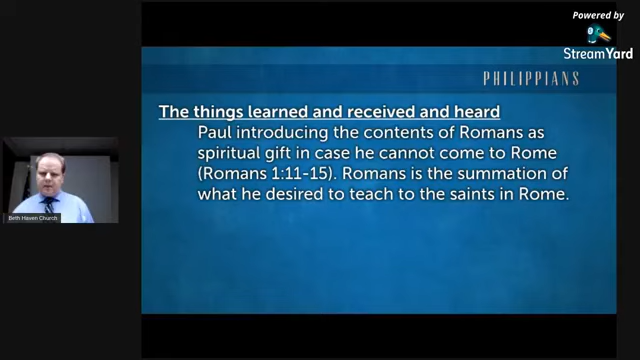 Powered by
StreamYard
PHILIPPIANS
The things learned and received and heard
Paul introducing the contents of Romans as
spiritual gift in case he cannot come to Rome
(Romans 1:11-15). Romans is the summation of
what he desired to teach to the saints in Rome.
Beth Haven Church